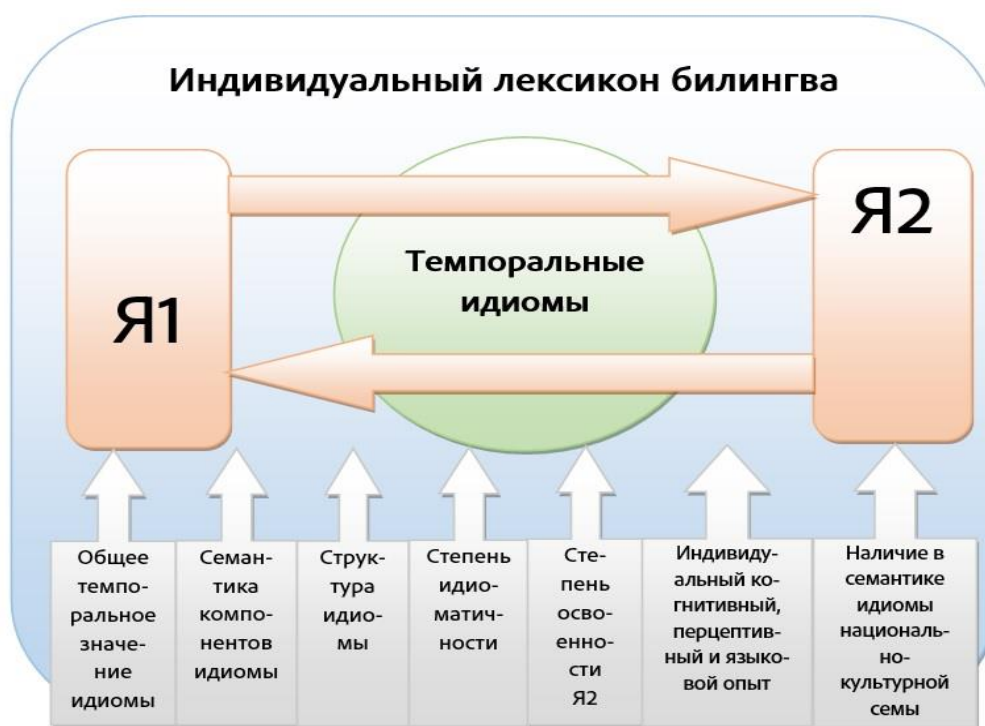 Индивидуальный лексикон билингва
Я1
Темпоральные
идиомы
Я2
Общее
темпо-
ральное
значе-
ние
идиомы
Семан-
тика
компо-
нентов
идиомы
Струк-
тура
идио-
мы
Степень
идио-
матич-
ности
Сте-
пень
осво-
енно-
сти
Я2
Индивиду-
альный ко-
гнитивный,
перцептив-
ный и языко-
вой опыт
Наличие в
семантике
идиомы
националь-
но-
культурной
семы